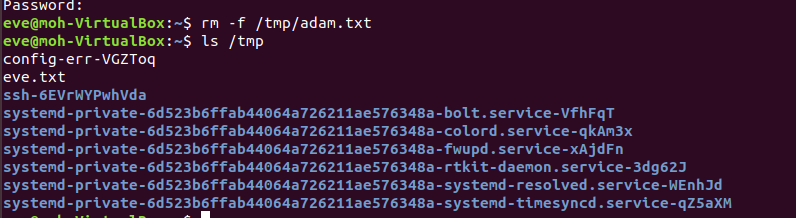 Password:
eve@moh-VirtualBox:~$ rm -f /tmp/adam.txt
eve@moh-VirtualBox:~$ ls /tmp
config-err-VGZToq
eve.txt
ssh-6EVrWYPwhVda
systemd-private-6d523b6ffab44064a726211ae576348a-bolt.service-VfhFqT
systemd-private-6d523b6ffab44064a726211ae576348a-colord.service-qkAm3x
systemd-private-6d523b6ffab44064a726211ae576348a-fwupd.service-xAjdFn
systemd-private-6d523b6ffab44064a726211ae576348a-rtkit-daemon.service-3dg62J
systemd-private-6d523b6ffab44064a726211ae576348a-systemd-resolved.service-WEnhJd
systemd-private-6d523b6ffab44064a726211ae576348a-systemd-timesyncd.service-qZ5aXM
eve@moh-VirtualBox:~$